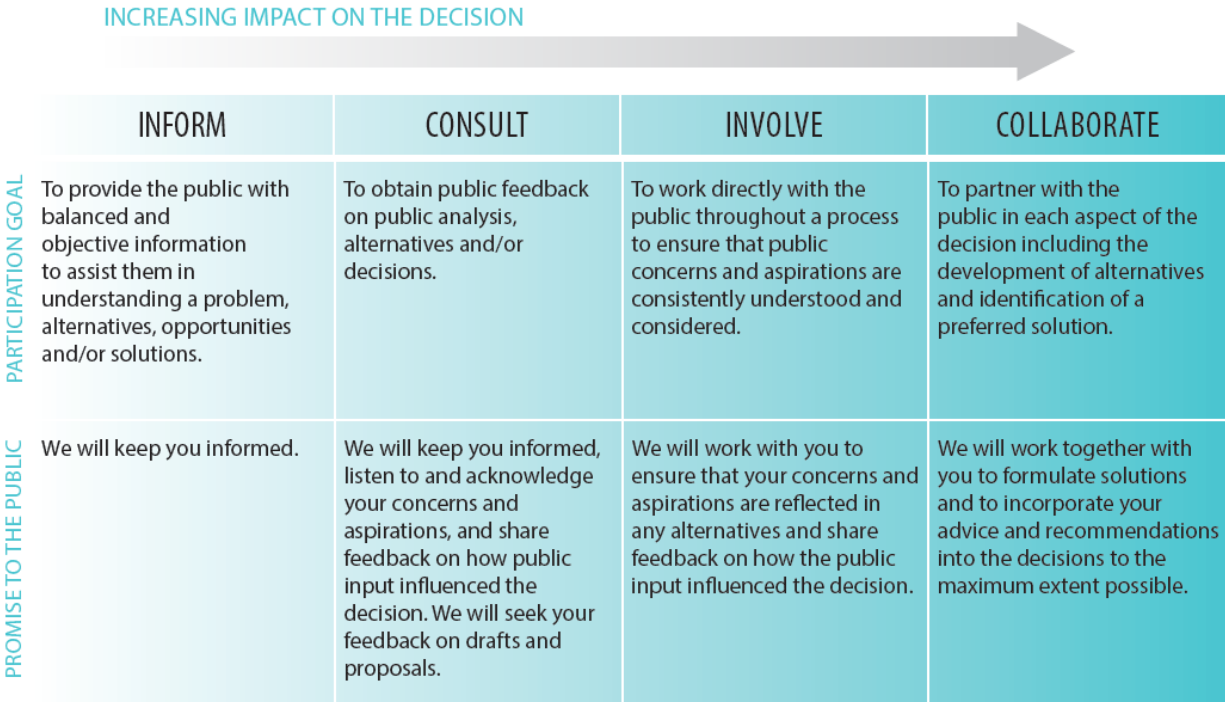 INCREASING IMPACT ON THE DECISION
INFORM
CONSULT
INVOLVE
COLLABORATE
PARTICIPATION GOAL
To provide the public with
balanced and
objective information
to assist them in
understanding a problem,
alternatives, opportunities
and/or solutions.
To obtain public feedback
on public analysis,
alternatives and/or
decisions.
To work directly with the
public throughout a process
to ensure that public
concerns and aspirations are
consistently understood and
considered.
To partner with the
public in each aspect of the
decision including the
development of alternatives
and identification of a
preferred solution.
PROMISE TO THE PUBLIC
We will keep you informed.
We will keep you informed,
listen to and acknowledge
your concerns and
aspirations, and share
feedback on how public
input influenced the
decision. We will seek your
feedback on drafts and
proposals.
We will work with you to
ensure that your concerns and
aspirations are reflected in
any alternatives and share
feedback on how the public
input influenced the decision.
We will work together with
you to formulate solutions
and to incorporate your
advice and recommendations
into the decisions to the
maximum extent possible.